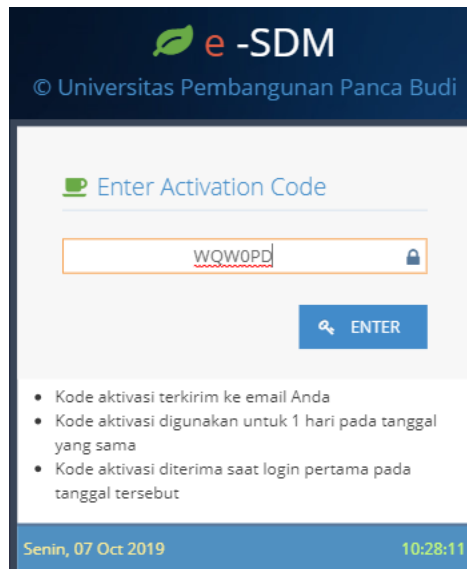 e -SDM
© Universitas Pembangunan Panca Budi
Enter Activation Code
WQW0PD
ENTER
• Kode aktivasi terkirim ke email Anda
• Kode aktivasi digunakan untuk 1 hari pada tanggal
yang sama
• Kode aktivasi diterima saat login pertama pada
tanggal tersebut
Senin, 07 Oct 2019 10:28:11